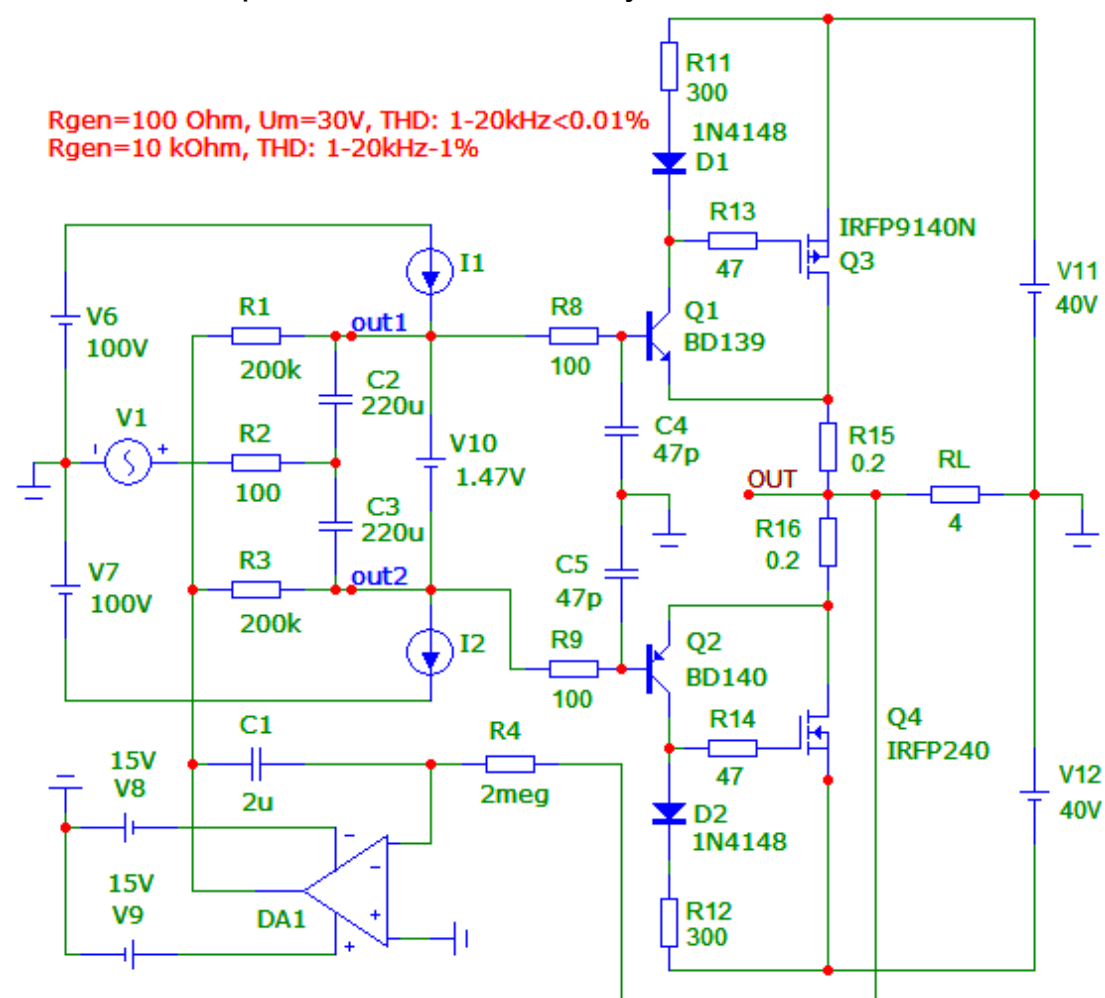 R11
300
Rgen=100 Ohm, Um=30V, THD: 1-20kHz<0.01%
Rgen=10 kOhm, THD: 1-20kHz-1%
1N4148
D1
R13
47
IRFP9140N
Q3
I1
V11
40V
V6
100V
R1
200k
out1
R8
100
Q1
BD139
C2
220u
V1
R2
100
V10
1.47V
C4
47p
R15
0.2
RL
4
OUT
C3
220u
R16
0.2
V7
100V
R3
200k
out2
C5
47p
I2
R9
100
Q2
BD140
C1
2u
R4
2meg
R14
47
Q4
IRFP240
15V
V8
V12
40V
D2
1N4148
15V
V9
DA1
-
-
+
+
R12
300